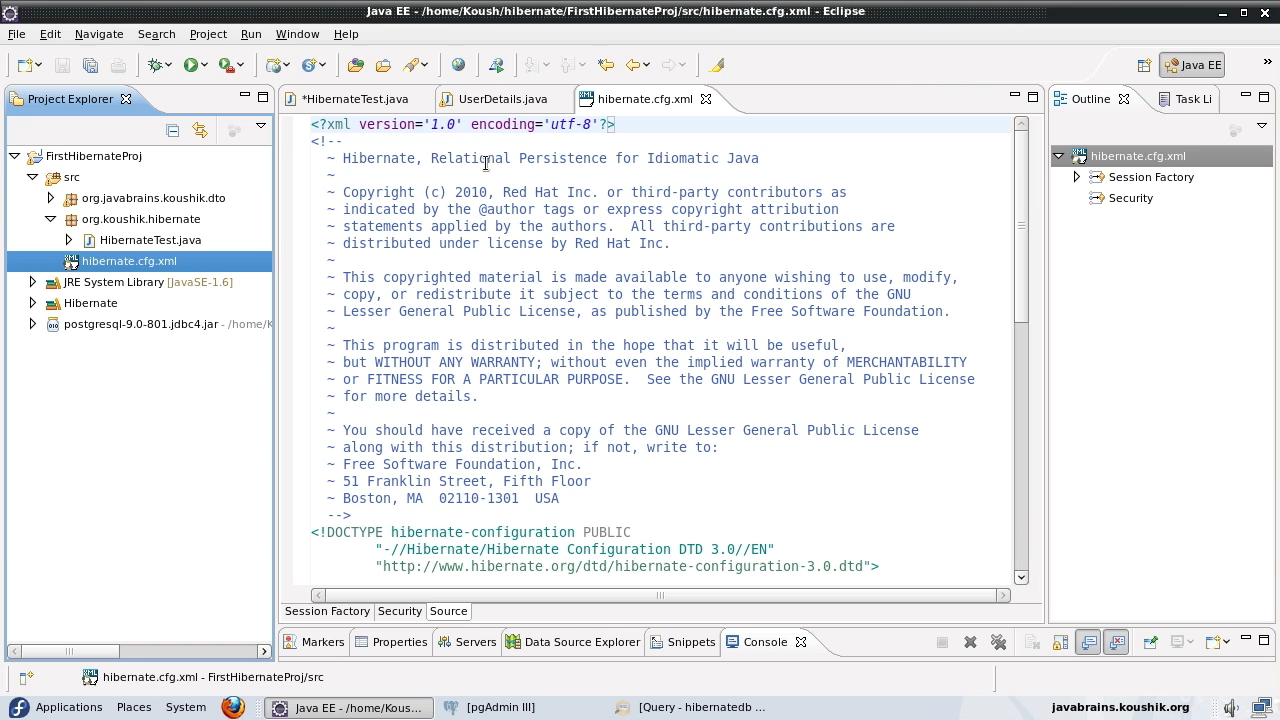 Java EE - /home/Koush/hibernate/FirstHibernateProj/src/hibernate.cfg.xml - Eclipse
File Edit Navigate Search Project Run Window Help
Java EE
Project Explorer
*HibernateTest.java UserDetails.java hibernate.cfg.xml
Outline Task Li
FirstHibernateProj
src
org.javabrains.koushik.dto
org.koushik.hibernate
HibernateTest.java
hibernate.cfg.xml
JRE System Library [JavaSE-1.6]
Hibernate
postgresql-9.0-801.jdbc4.jar - /home/K
<?xml version='1.0' encoding='utf-8'?>
<!--
~ Hibernate, Relational Persistence for Idiomatic Java
~
~ Copyright (c) 2010, Red Hat Inc. or third-party contributors as
~ indicated by the @author tags or express copyright attribution
~ statements applied by the authors.  All third-party contributions are
~ distributed under license by Red Hat Inc.
~
~ This copyrighted material is made available to anyone wishing to use, modify,
~ copy, or redistribute it subject to the terms and conditions of the GNU
~ Lesser General Public License, as published by the Free Software Foundation.
~
~ This program is distributed in the hope that it will be useful,
~ but WITHOUT ANY WARRANTY; without even the implied warranty of MERCHANTABILITY
~ or FITNESS FOR A PARTICULAR PURPOSE.  See the GNU Lesser General Public License
~ for more details.
~
~ You should have received a copy of the GNU Lesser General Public License
~ along with this distribution; if not, write to:
~ Free Software Foundation, Inc.
~ 51 Franklin Street, Fifth Floor
~ Boston, MA  02110-1301  USA
-->
<!DOCTYPE hibernate-configuration PUBLIC
"-//Hibernate/Hibernate Configuration DTD 3.0//EN"
"http://www.hibernate.org/dtd/hibernate-configuration-3.0.dtd">
Session Factory Security Source
hibernate.cfg.xml
Session Factory
Security
Markers Properties Servers Data Source Explorer Snippets Console
hibernate.cfg.xml - FirstHibernateProj/src
Applications Places System Java EE - /home/Kous... [pgAdmin III] [Query - hibernatedb ... javabrains.koushik.org